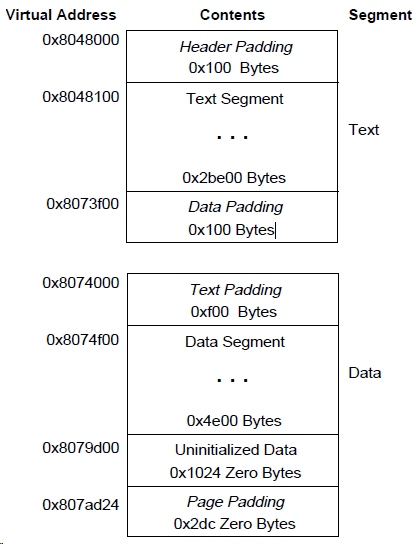 Virtual Address Contents Segment
0x8048000 Header Padding
0x100 Bytes
0x8048100 Text Segment
. . .
Text
0x2be00 Bytes
0x8073f00 Data Padding
0x100 Bytes
0x8074000 Text Padding
0xf00 Bytes
0x8074f00 Data Segment
. . .
Data
0x4e00 Bytes
0x8079d00 Uninitialized Data
0x1024 Zero Bytes
0x807ad24 Page Padding
0x2dc Zero Bytes